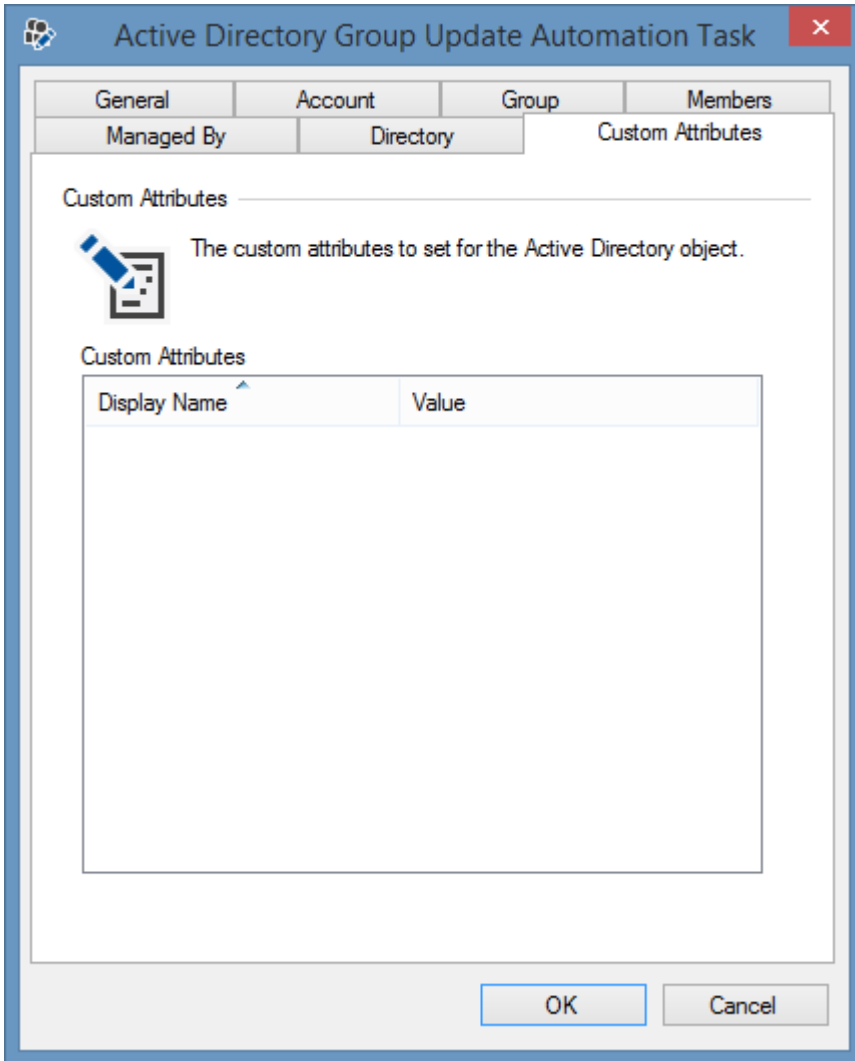 Active Directory Group Update Automation Task
General Account Group Members
Managed By Directory Custom Attributes
Custom Attributes
The custom attributes to set for the Active Directory object.
Custom Attributes
Display Name Value
OK Cancel